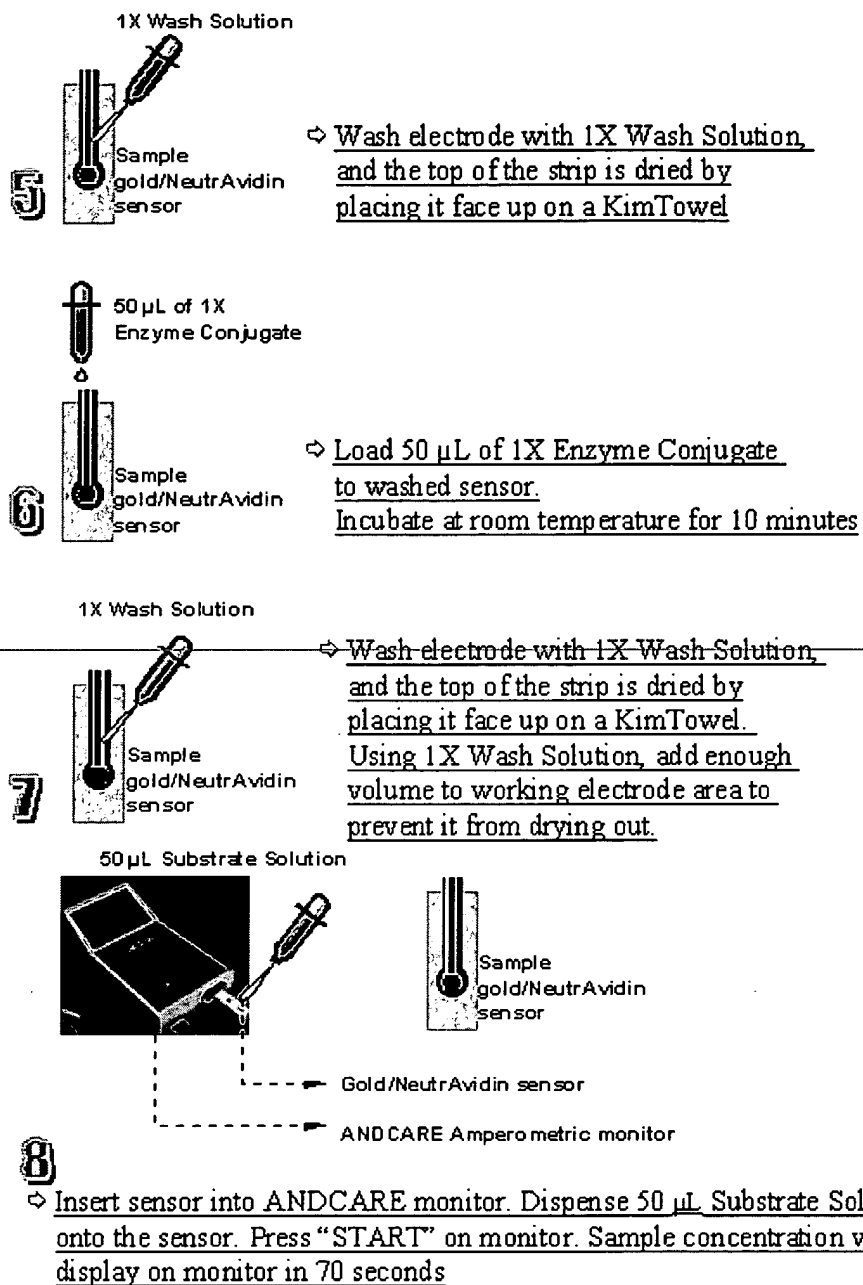 1X Wash Solution
Sample
gold/NeutrAvidin
sensor
5
⇨ Wash electrode with 1X Wash Solution,
and the top of the strip is dried by
placing it face up on a KimTowel
50 µL of 1X
Enzyme Conjugate
Sample
gold/NeutrAvidin
sensor
6
⇨ Load 50 µL of 1X Enzyme Conjugate
to washed sensor.
Incubate at room temperature for 10 minutes
1X Wash Solution
Sample
gold/NeutrAvidin
sensor
7
⇨ Wash electrode with 1X Wash Solution,
and the top of the strip is dried by
placing it face up on a KimTowel.
Using 1X Wash Solution, add enough
volume to working electrode area to
prevent it from drying out.
50 µL Substrate Solution
Sample
gold/NeutrAvidin
sensor
Gold/NeutrAvidin sensor
ANDCARE Amperometric monitor
8
⇨ Insert sensor into ANDCARE monitor. Dispense 50 µL Substrate Sol
onto the sensor. Press “START” on monitor. Sample concentration
display on monitor in 70 seconds